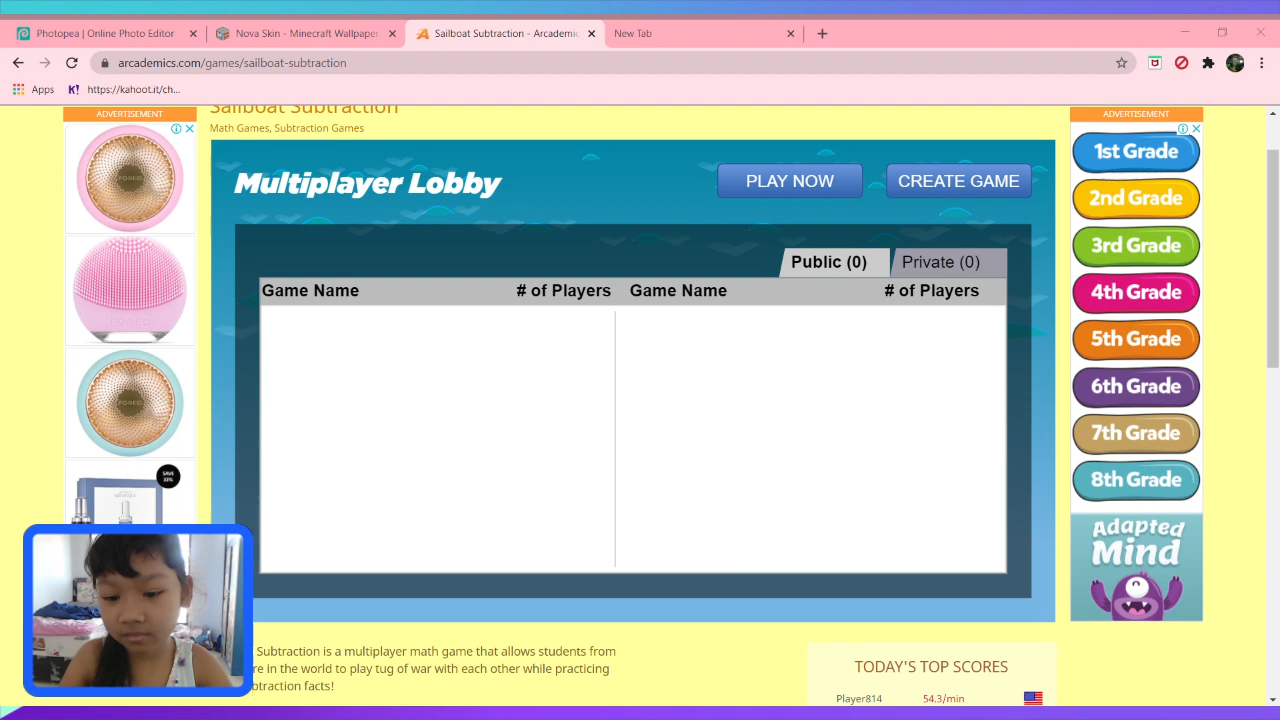 Photopea | Online Photo Editor
Nova Skin - Minecraft Wallpaper
Sailboat Subtraction - Arcademic
New Tab
arcademics.com/games/sailboat-subtraction
Apps
K!
https://kahoot.it/ch...
Sailboat Subtraction
Math Games, Subtraction Games
ADVERTISEMENT
FOREO
SAVE
33%
Multiplayer Lobby
PLAY NOW
CREATE GAME
Public (0)
Private (0)
Game Name # of Players Game Name # of Players
ADVERTISEMENT
1st Grade
2nd Grade
3rd Grade
4th Grade
5th Grade
6th Grade
7th Grade
8th Grade
Adapted
Mind
Subtraction is a multiplayer math game that allows students from
re in the world to play tug of war with each other while practicing
btraction facts!
TODAY'S TOP SCORES
Player814 54.3/min